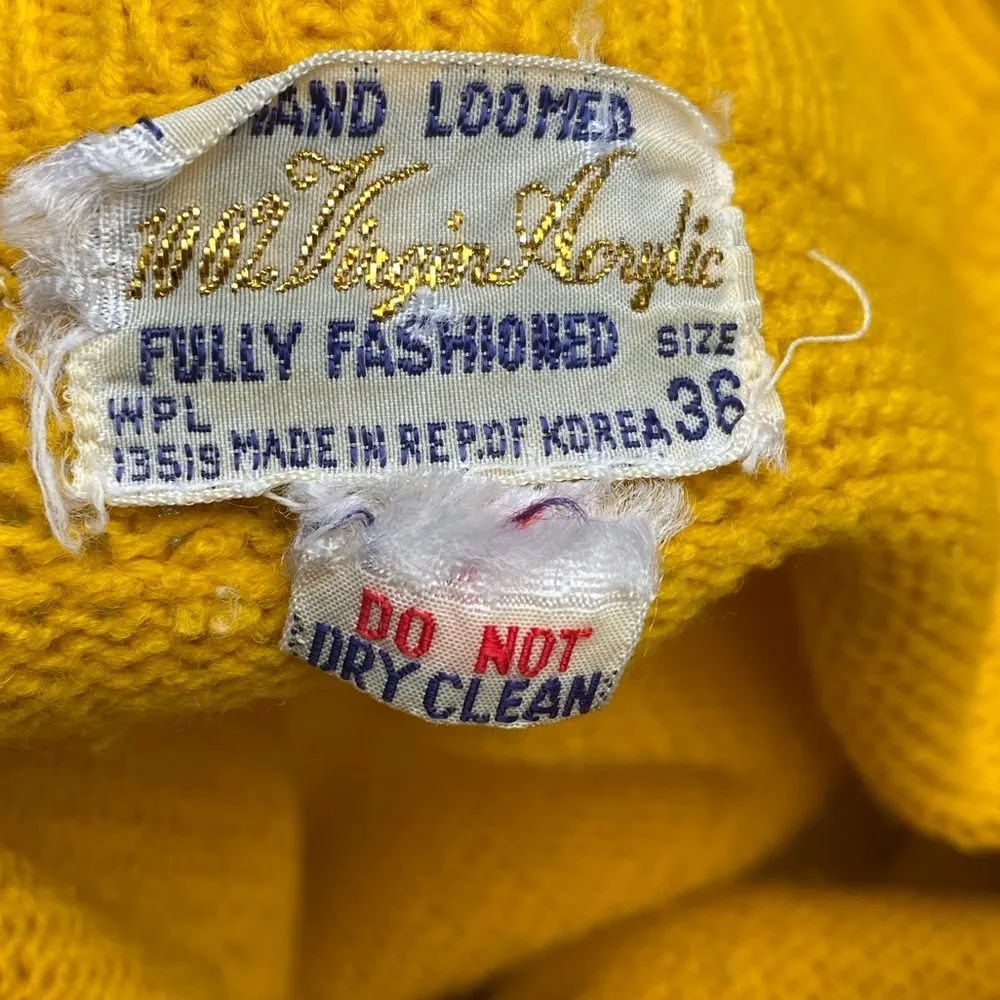 HAND LOOMED
100% Virgin Acrylic
FULLY FASHIONED SIZE
WPL 36
13519 MADE IN REP.OF KOREA
DO NOT
DRY CLEAN